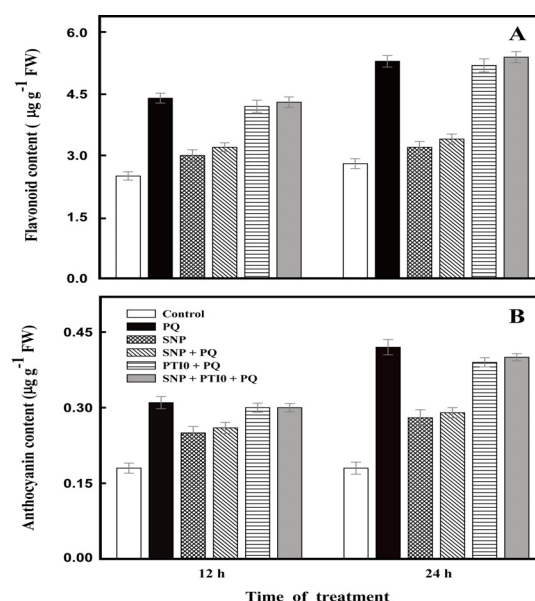 A
6.0
4.5
3.0
1.5
0.0
Flavonoid content ( µg g-1 FW)
B
Control
PQ
SNP
SNP + PQ
PTI0 + PQ
SNP + PTI0 + PQ
0.45
0.30
0.15
0.00
Anthocyanin content (µg g-1 FW)
12 h
24 h
Time of treatment